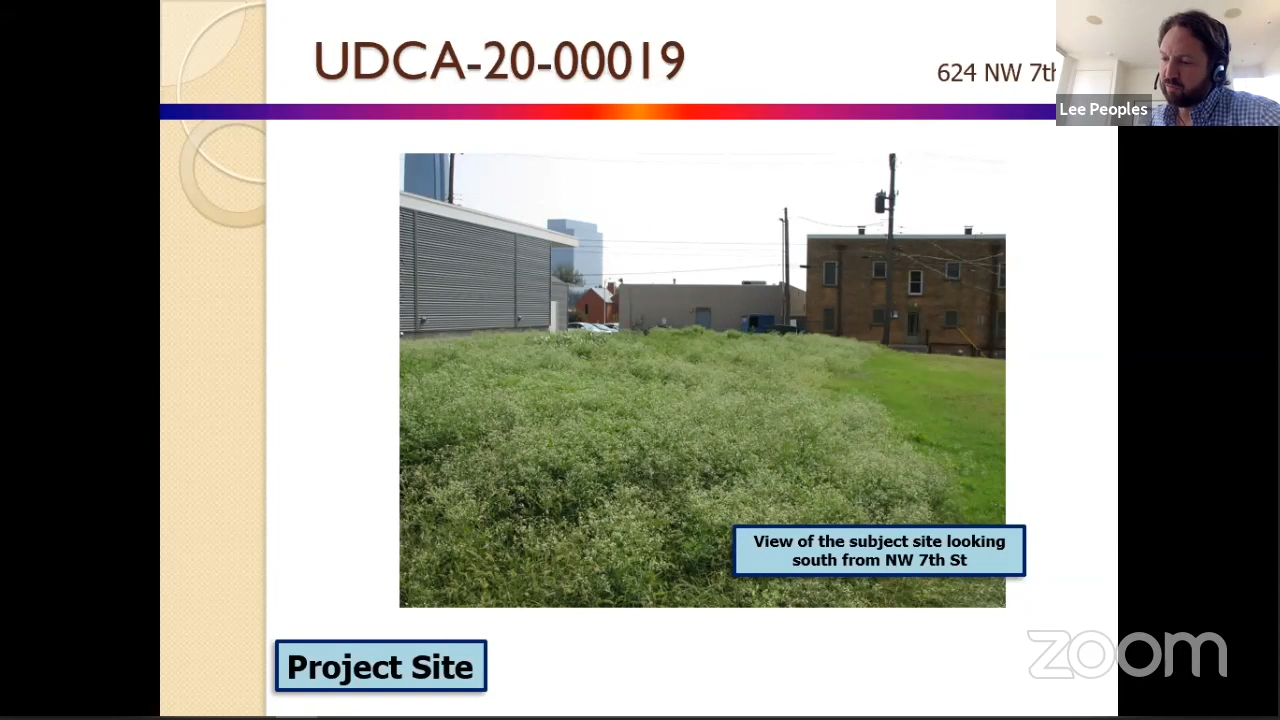 UDCA-20-00019
624 NW 7th
Lee Peoples
View of the subject site looking
south from NW 7th St
Project Site
zoom